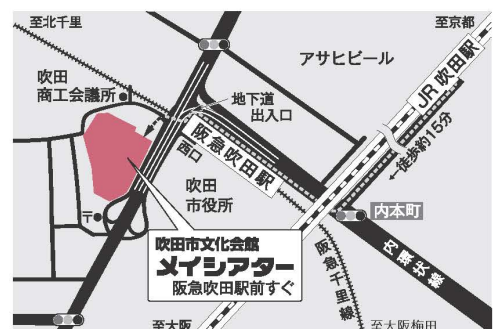 至北千里
至京都
アサヒビール
JR吹田駅
吹田
商工会議所
地下道
出入口
阪急吹田駅
西口
←徒歩約15分
吹田
市役所
〒
内本町
吹田市文化会館
メイシアター
阪急吹田駅前すぐ
阪急千里線
内環状線
至大阪
至大阪梅田